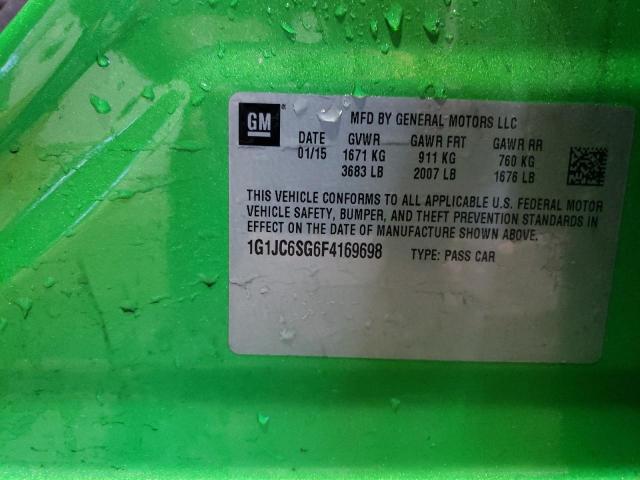 GM® MFD BY GENERAL MOTORS LLC
DATE GVWR GAWR FRT GAWR RR
01/15 1671 KG 911 KG 760 KG
3683 LB 2007 LB 1676 LB
THIS VEHICLE CONFORMS TO ALL APPLICABLE U.S. FEDERAL MOTOR
VEHICLE SAFETY, BUMPER, AND THEFT PREVENTION STANDARDS IN
EFFECT ON THE DATE OF MANUFACTURE SHOWN ABOVE.
1G1JC6SG6F4169698 TYPE: PASS CAR